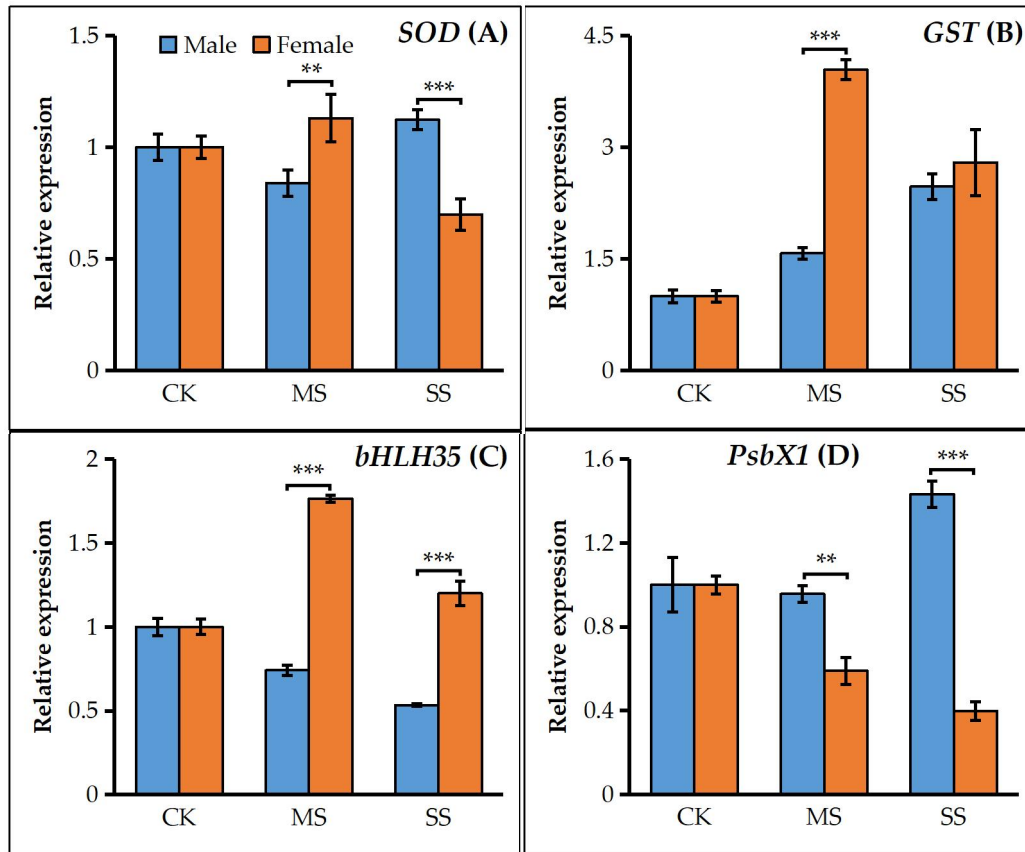 SOD (A)
Male Female
Relative expression
1.5
**
***
1
0.5
0
CK MS SS
GST (B)
Relative expression
4.5
***
3
1.5
0
CK MS SS
bHLH35 (C)
Relative expression
2
***
1.5
***
1
0.5
0
CK MS SS
PsbX1 (D)
Relative expression
1.6
***
1.2
**
0.8
0.4
0
CK MS SS